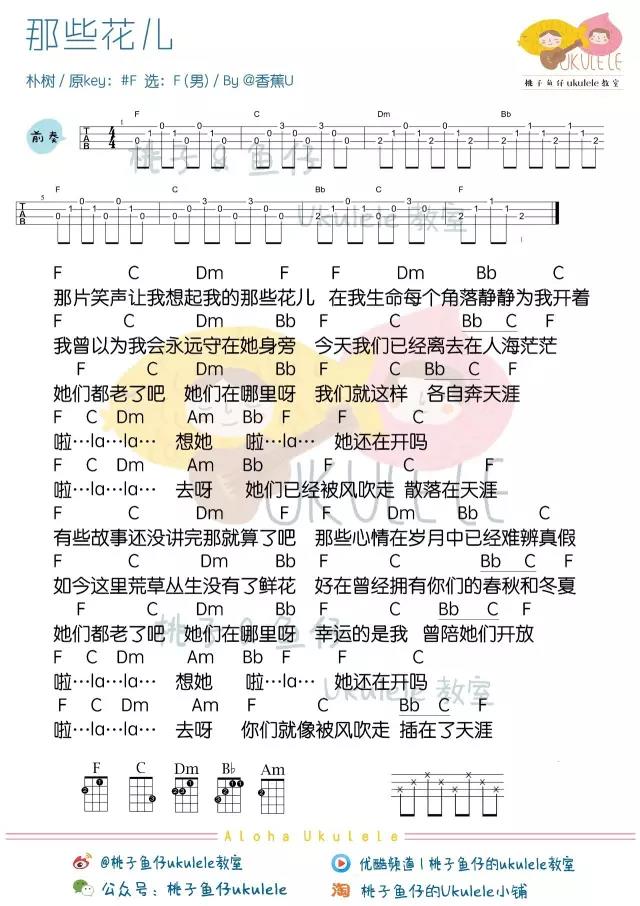 那些花儿
UKULELE
桃子鱼仔ukulele教室
朴树 / 原key: #F 选: F (男) / By @香蕉U
前奏
F C Dm Bb
F C Bb C F
F C Dm F F Dm Bb C
那片笑声让我想起我的那些花儿 在我生命每个角落静静为我开着
F C Dm Bb F C Bb C F
我曾以为我会永远守在她身旁 今天我们已经离去在人海茫茫
F C Dm Bb F C Bb C F
她们都老了吧 她们在哪里呀 我们就这样 各自奔天涯
F C Dm Am Bb F F C
啦…la…la… 想她 啦…la… 她还在开吗
F C Dm Am F C F
啦…la…la… 去呀 她们已经被风吹走 散落在天涯
F C Dm F F Dm Bb C
有些故事还没讲完那就算了吧 那些心情在岁月中已经难辨真假
F C Dm Bb F C Bb C F
如今这里荒草丛生没有了鲜花 好在曾经拥有你们的春秋和冬夏
F C Dm Bb F C Bb C F
她们都老了吧 她们在哪里呀 幸运的是我 曾陪她们开放
F C Dm Am Bb F F C
啦…la…la… 想她 啦…la… 她还在开吗
F C Dm Am F C Bb C F
啦…la…la… 去呀 你们就像被风吹走 插在了天涯
F C Dm Bb Am
Aloha Ukulele
@桃子鱼仔ukulele教室
优酷频道 | 桃子鱼仔的ukulele教室
公众号: 桃子鱼仔ukulele
淘 桃子鱼仔的Ukulele小铺